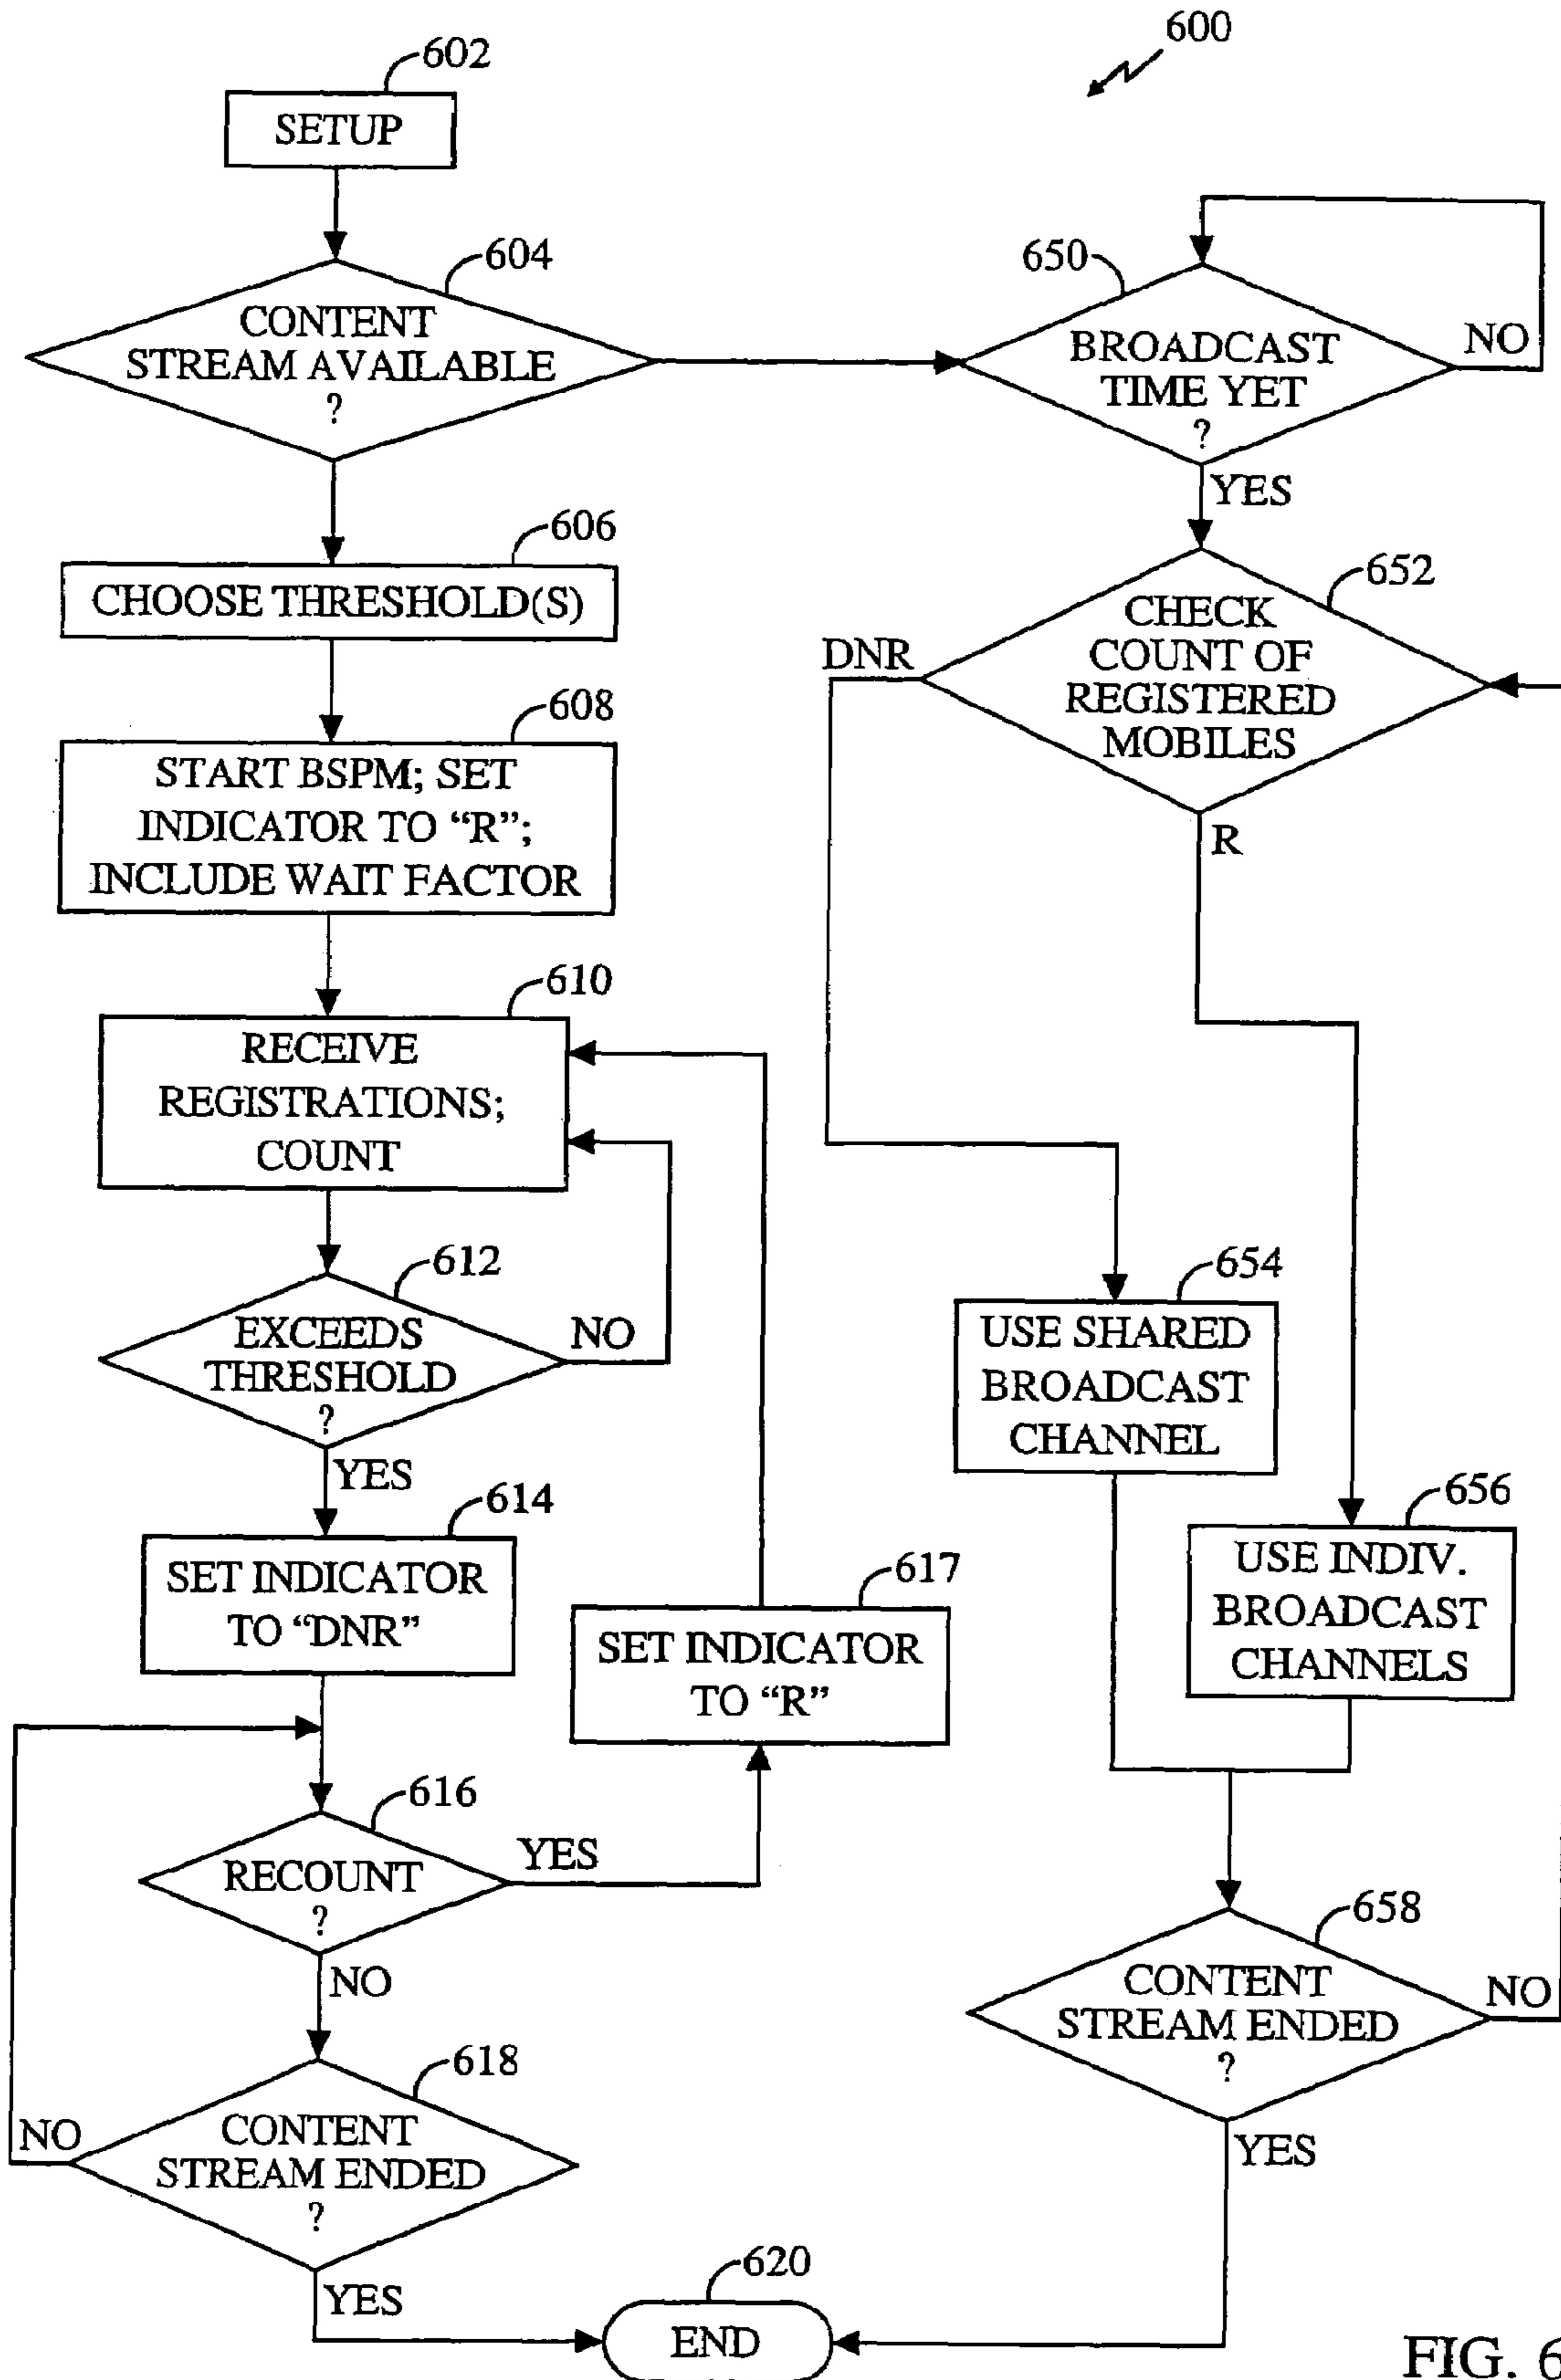 600
602
SETUP
604
CONTENT
STREAM AVAILABLE
?
606
CHOOSE THRESHOLD(S)
608
START BSPM; SET
INDICATOR TO “R”;
INCLUDE WAIT FACTOR
610
RECEIVE
REGISTRATIONS;
COUNT
612
EXCEEDS
THRESHOLD
?
NO
YES
614
SET INDICATOR
TO “DNR”
616
RECOUNT
?
YES
NO
617
SET INDICATOR
TO “R”
618
CONTENT
STREAM ENDED
?
NO
YES
620
END
650
BROADCAST
TIME YET
?
NO
YES
652
CHECK
COUNT OF
REGISTERED
MOBILES
DNR
R
654
USE SHARED
BROADCAST
CHANNEL
656
USE INDIV.
BROADCAST
CHANNELS
658
CONTENT
STREAM ENDED
?
NO
YES
FIG. 6